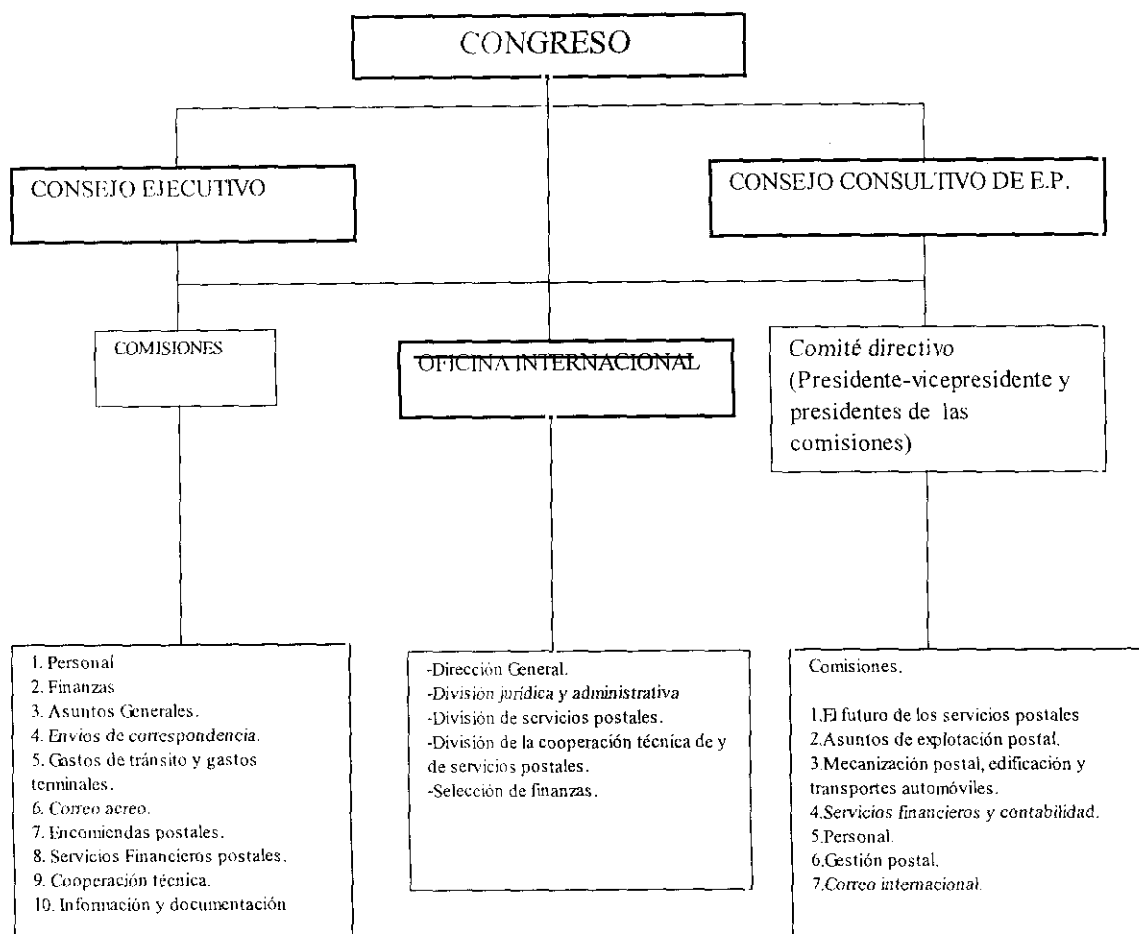 CONGRESO
CONSEJO EJECUTIVO
CONSEJO CONSULTIVO DE E.P.
COMISIONES
OFICINA INTERNACIONAL
Comité directivo
(Presidente-vicepresidente y
presidentes de las
comisiones)
1. Personal
2. Finanzas
3. Asuntos Generales.
4. Envíos de correspondencia.
5. Gastos de tránsito y gastos
terminales.
6. Correo aereo.
7. Encomiendas postales.
8. Servicios Financieros postales.
9. Cooperación técnica.
10. Información y documentación
-Dirección General.
-División jurídica y administrativa
-División de servicios postales.
-División de la cooperación técnica de y
de servicios postales.
-Selección de finanzas.
Comisiones.
1.El futuro de los servicios postales
2.Asuntos de explotación postal.
3.Mecanización postal, edificación y
transportes automóviles.
4.Servicios financieros y contabilidad.
5.Personal.
6.Gestión postal.
7.Correo internacional.